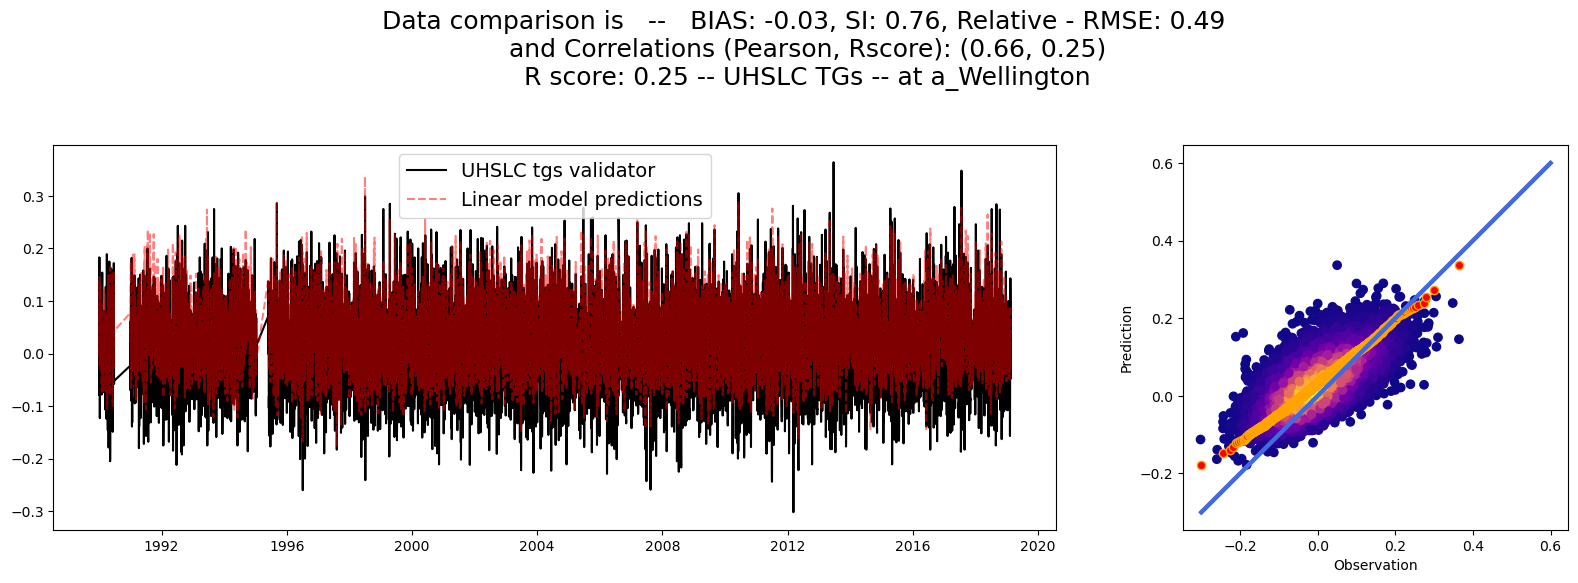 Data comparison is   --   BIAS: -0.03, SI: 0.76, Relative - RMSE: 0.49
and Correlations (Pearson, Rscore): (0.66, 0.25)
R score: 0.25 -- UHSLC TGs -- at a_Wellington
UHSLC tgs validator
Linear model predictions
0.3
0.2
0.1
0.0
−0.1
−0.2
−0.3
1992 1996 2000 2004 2008 2012 2016 2020
Prediction
0.6
0.4
0.2
0.0
−0.2
−0.2 0.0 0.2 0.4 0.6
Observation